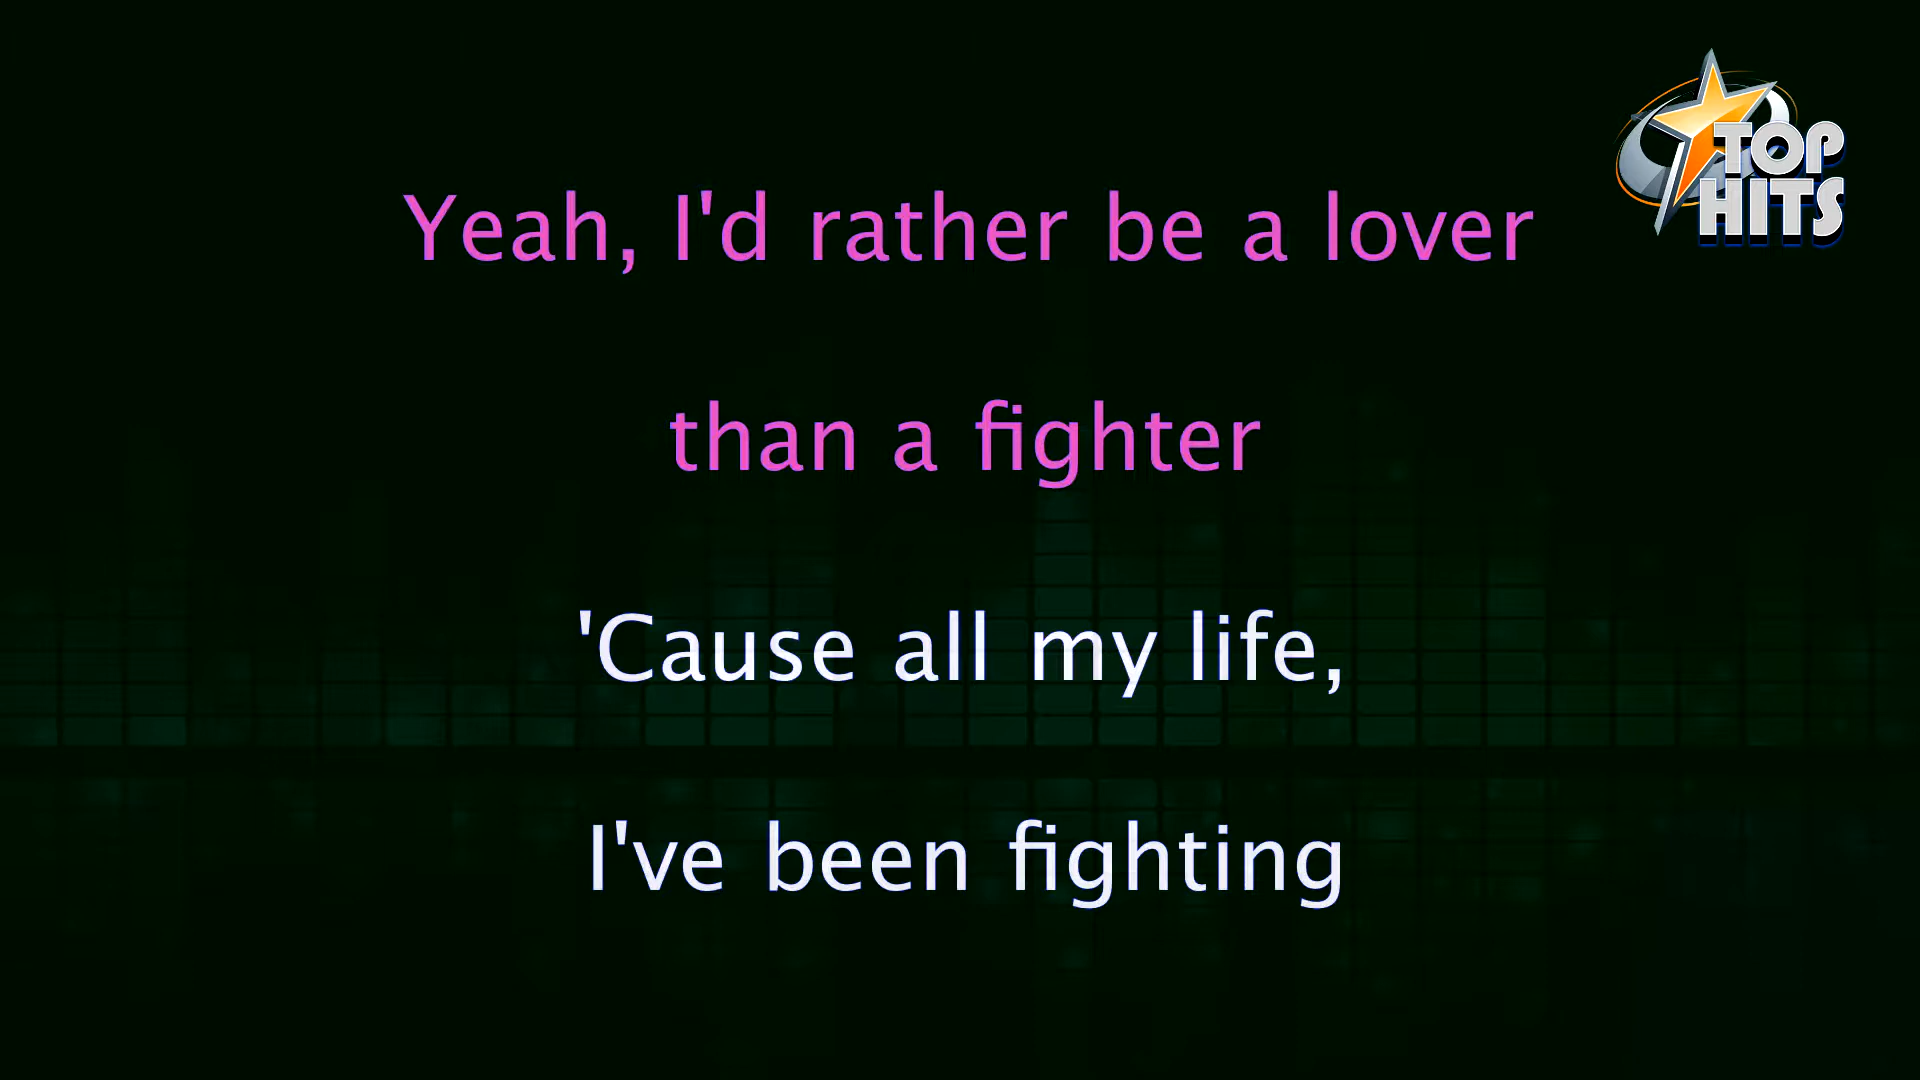 TOP
HITS
Yeah, I'd rather be a lover
than a fighter
'Cause all my life,
I've been fighting